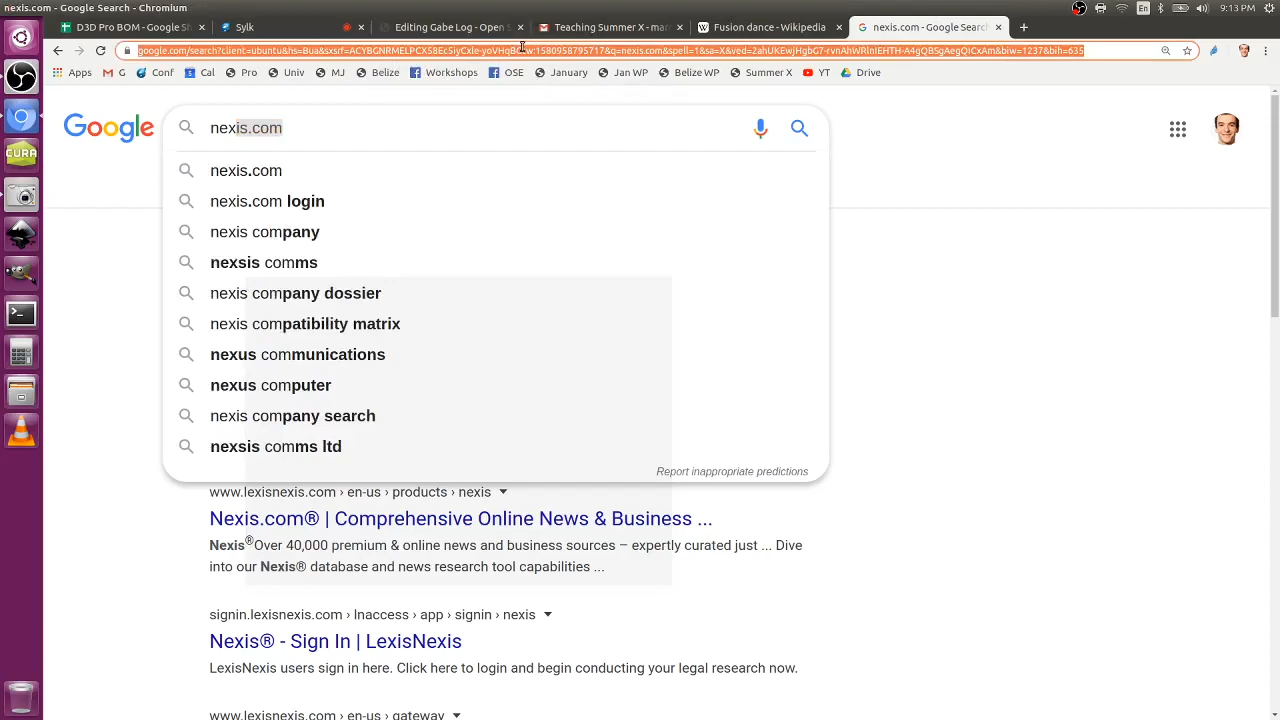 nexis.com - Google Search - Chromium
En
9:13 PM
D3D Pro BOM - Google Sh
Sylk
Editing Gabe Log - Open S
Teaching Summer X - mar
Fusion dance - Wikipedia
nexis.com - Google Search
Apps
G
Conf
Cal
Pro
Univ
MJ
Belize
Workshops
OSE
January
Jan WP
Belize WP
Summer X
YT
Drive
Google
nexis.com
nexis.com
nexis.com login
nexis company
nexsis comms
nexis company dossier
nexis compatibility matrix
nexus communications
nexus computer
nexis company search
nexsis comms ltd
Report inappropriate predictions
www.lexisnexis.com › en-us › products › nexis
Nexis.com® | Comprehensive Online News & Business ...
Nexis®Over 40,000 premium & online news and business sources – expertly curated just ... Dive
into our Nexis® database and news research tool capabilities ...
signin.lexisnexis.com › lnaccess › app › signin › nexis
Nexis® - Sign In | LexisNexis
LexisNexis users sign in here. Click here to login and begin conducting your legal research now.
www.lexisnexis.com › en-us › gateway